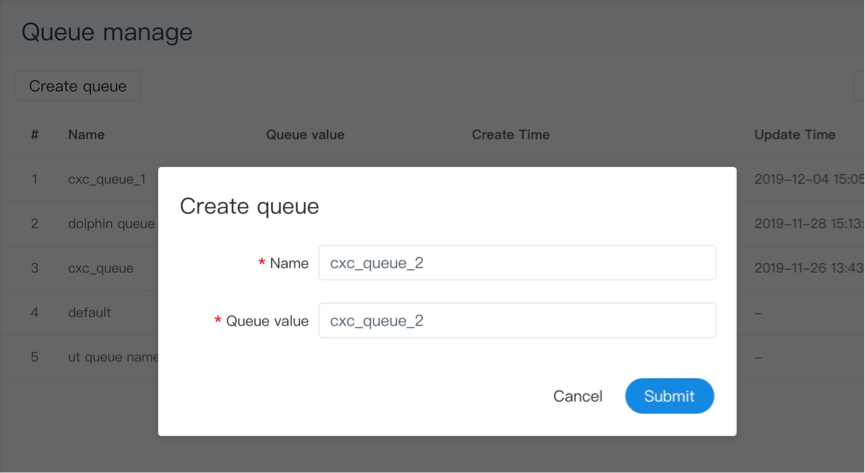 Queue manage
Create queue
# Name Queue value Create Time Update Time
1 cxc_queue_1 2019-12-04 15:05
2 dolphin queue 2019-11-28 15:13:
3 cxc_queue 2019-11-26 13:43
4 default -
5 ut queue name -
Create queue
* Name cxc_queue_2
* Queue value cxc_queue_2
Cancel Submit